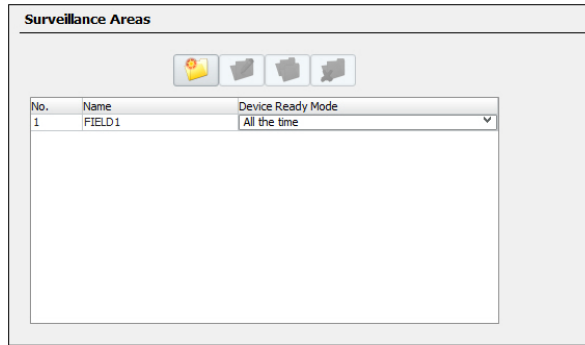 Surveillance Areas
No. Name Device Ready Mode
1 FIELD1 All the time